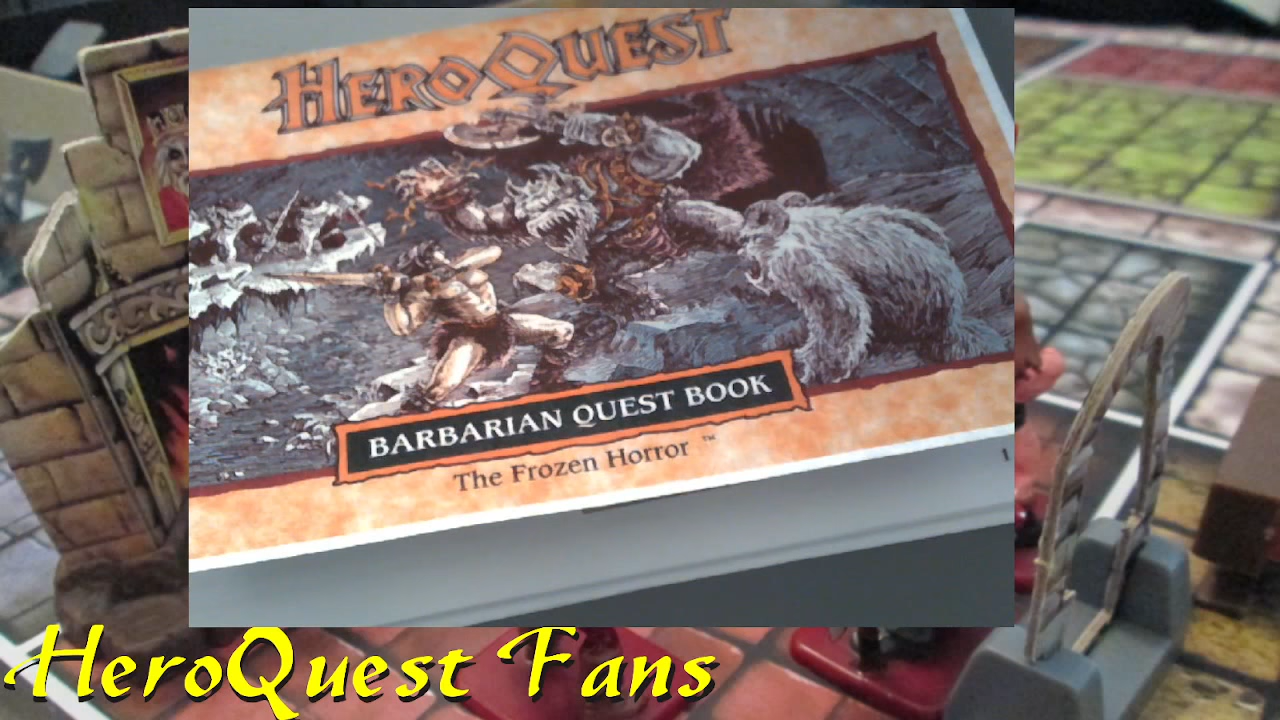 HEROQUEST
BARBARIAN QUEST BOOK
The Frozen Horror ™
1
HeroQuest Fans